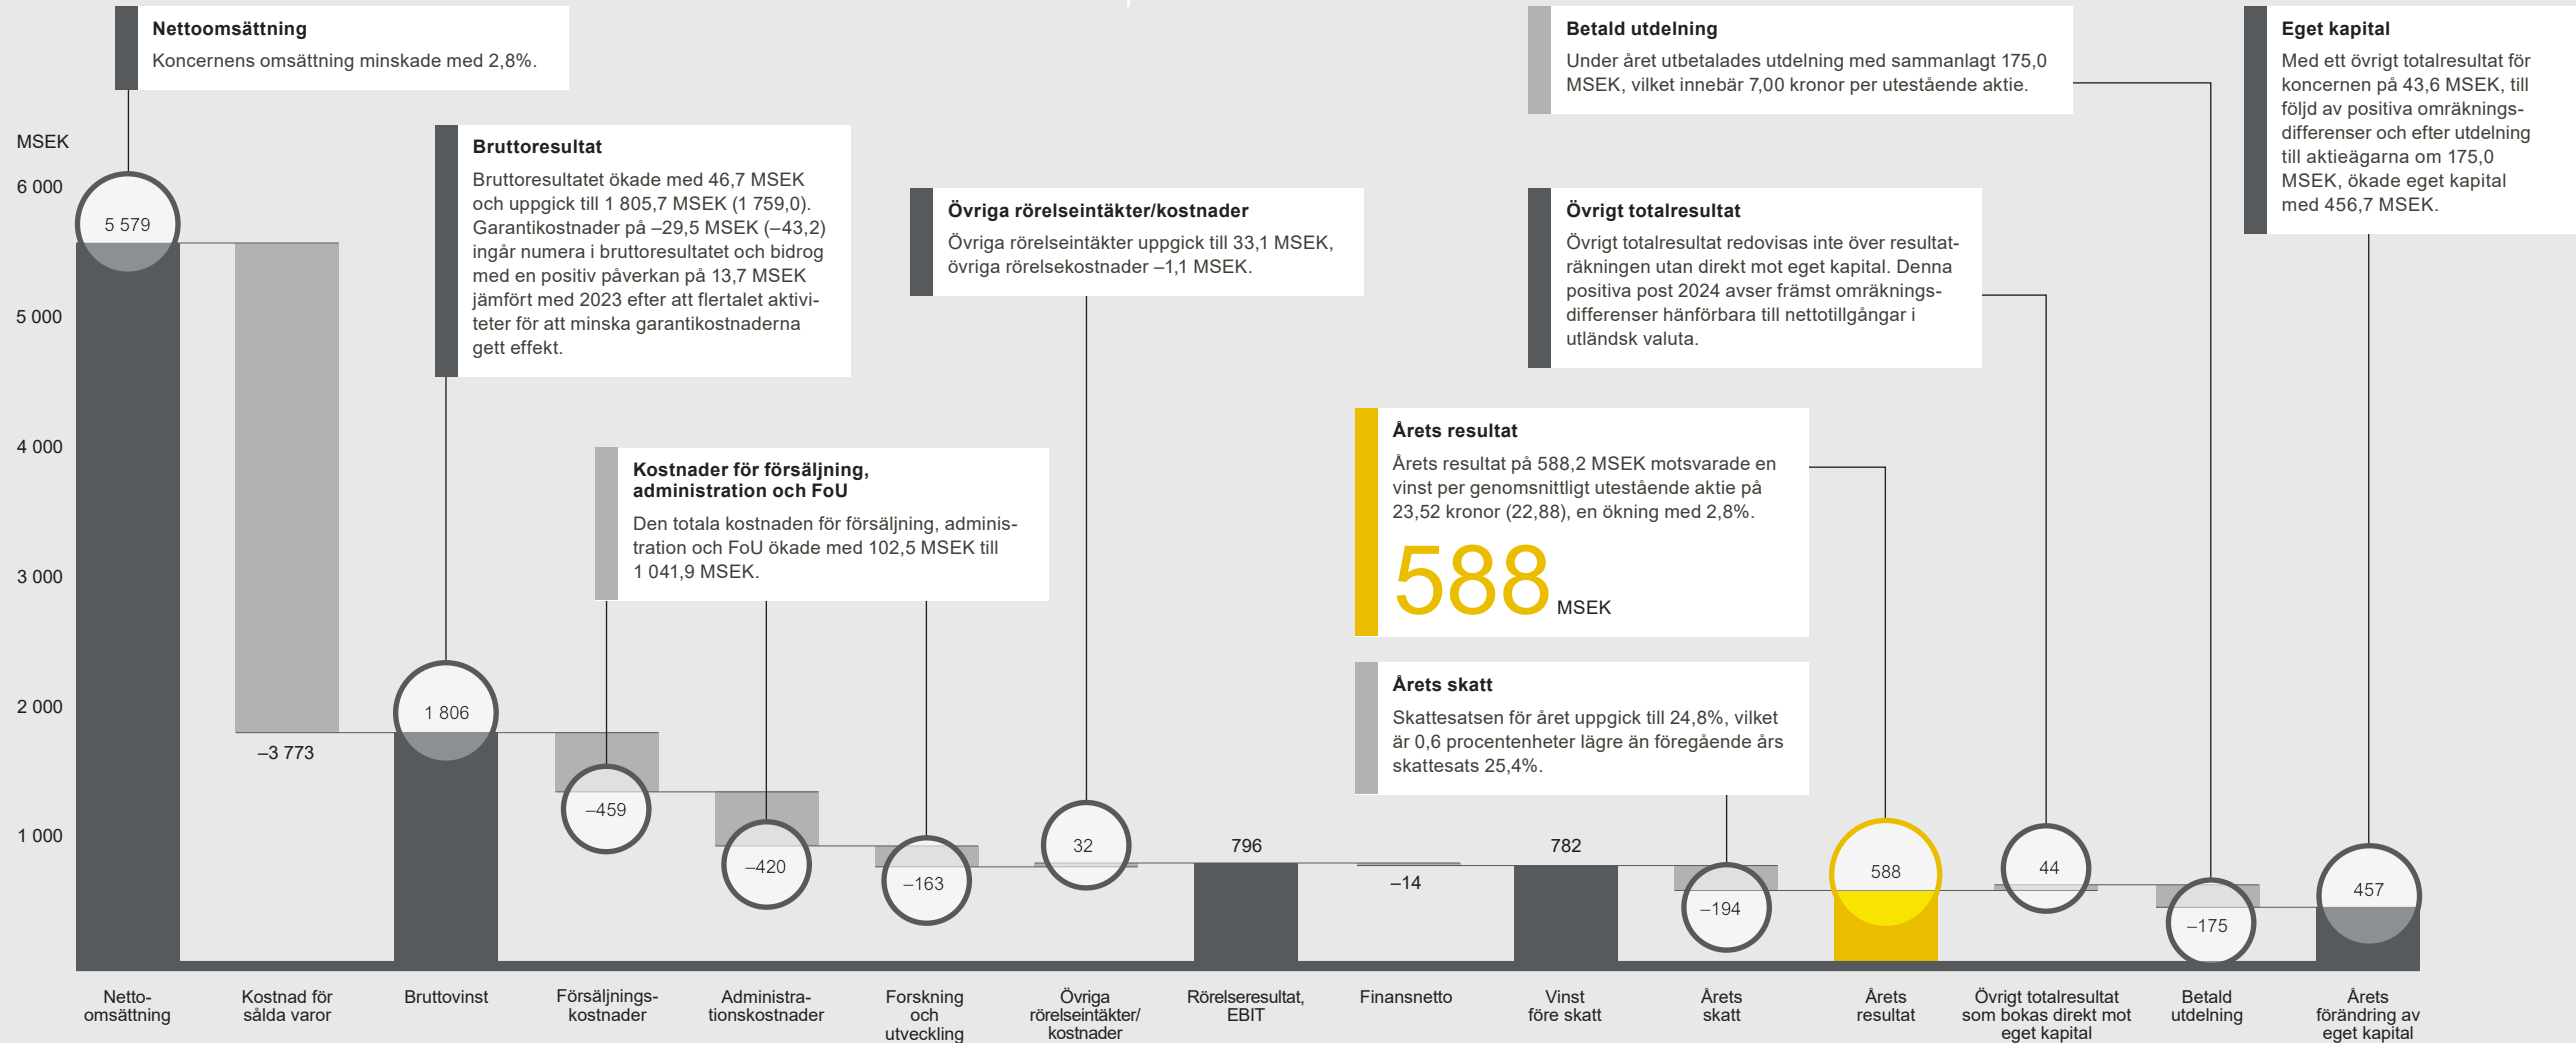 Nettoomsättning
Koncernens omsättning minskade med 2,8%.
Bruttoresultat
Bruttoresultatet ökade med 46,7 MSEK
och uppgick till 1 805,7 MSEK (1 759,0).
Garantikostnader på –29,5 MSEK (–43,2)
ingår numera i bruttoresultatet och bidrog
med en positiv påverkan på 13,7 MSEK
jämfört med 2023 efter att flertalet aktivi-
teter för att minska garantikostnaderna
gett effekt.
Kostnader för försäljning,
administration och FoU
Den totala kostnaden för försäljning, adminis-
tration och FoU ökade med 102,5 MSEK till
1 041,9 MSEK.
Övriga rörelseintäkter/kostnader
Övriga rörelseintäkter uppgick till 33,1 MSEK,
övriga rörelsekostnader –1,1 MSEK.
Betald utdelning
Under året utbetalades utdelning med sammanlagt 175,0
MSEK, vilket innebär 7,00 kronor per utestående aktie.
Övrigt totalresultat
Övrigt totalresultat redovisas inte över resultat-
räkningen utan direkt mot eget kapital. Denna
positiva post 2024 avser främst omräknings-
differenser hänförbara till nettotillgångar i
utländsk valuta.
Årets resultat
Årets resultat på 588,2 MSEK motsvarade en
vinst per genomsnittligt utestående aktie på
23,52 kronor (22,88), en ökning med 2,8%.
588 MSEK
Årets skatt
Skattesatsen för året uppgick till 24,8%, vilket
är 0,6 procentenheter lägre än föregående års
skattesats 25,4%.
Eget kapital
Med ett övrigt totalresultat för
koncernen på 43,6 MSEK, till
följd av positiva omräknings-
differenser och efter utdelning
till aktieägarna om 175,0
MSEK, ökade eget kapital
med 456,7 MSEK.
MSEK
6 000
5 000
4 000
3 000
2 000
1 000
5 579
–3 773
1 806
–459
–420
–163
32
796
–14
782
–194
588
44
–175
457
Netto-
omsättning
Kostnad för
sålda varor
Bruttovinst
Försäljnings-
kostnader
Administra-
tionskostnader
Forskning
och
utveckling
Övriga
rörelseintäkter/
kostnader
Rörelseresultat,
EBIT
Finansnetto
Vinst
före skatt
Årets
skatt
Årets
resultat
Övrigt totalresultat
som bokas direkt mot
eget kapital
Betald
utdelning
Årets
förändring av
eget kapital